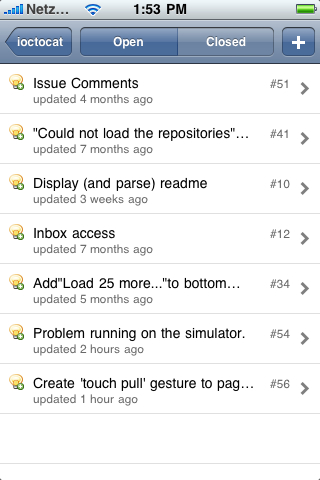 Netz... 1:53 PM
ioctocat Open Closed +
Issue Comments #51
updated 4 months ago
"Could not load the repositories"... #41
updated 7 months ago
Display (and parse) readme #10
updated 3 weeks ago
Inbox access #12
updated 7 months ago
Add"Load 25 more..."to bottom... #34
updated 5 months ago
Problem running on the simulator. #54
updated 2 hours ago
Create 'touch pull' gesture to pag... #56
updated 1 hour ago